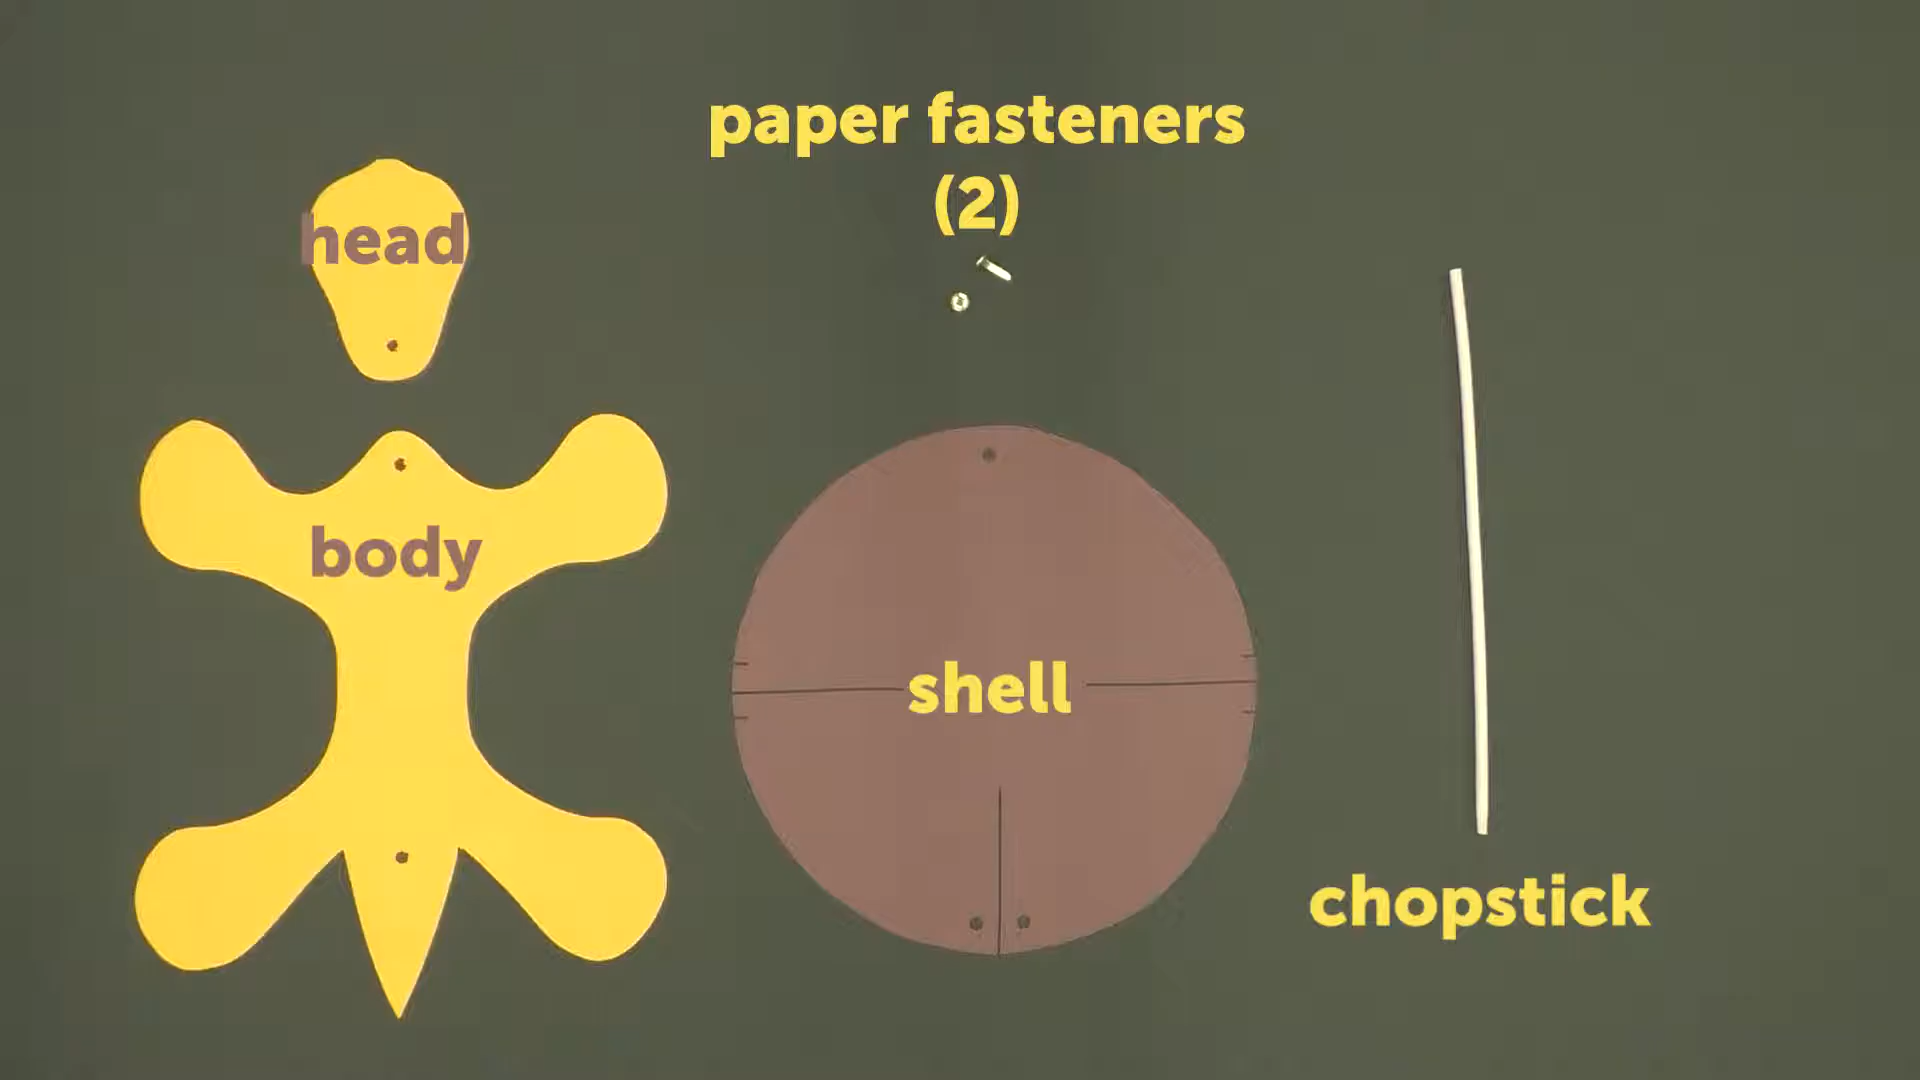 paper fasteners
(2)
head
body
shell
chopstick